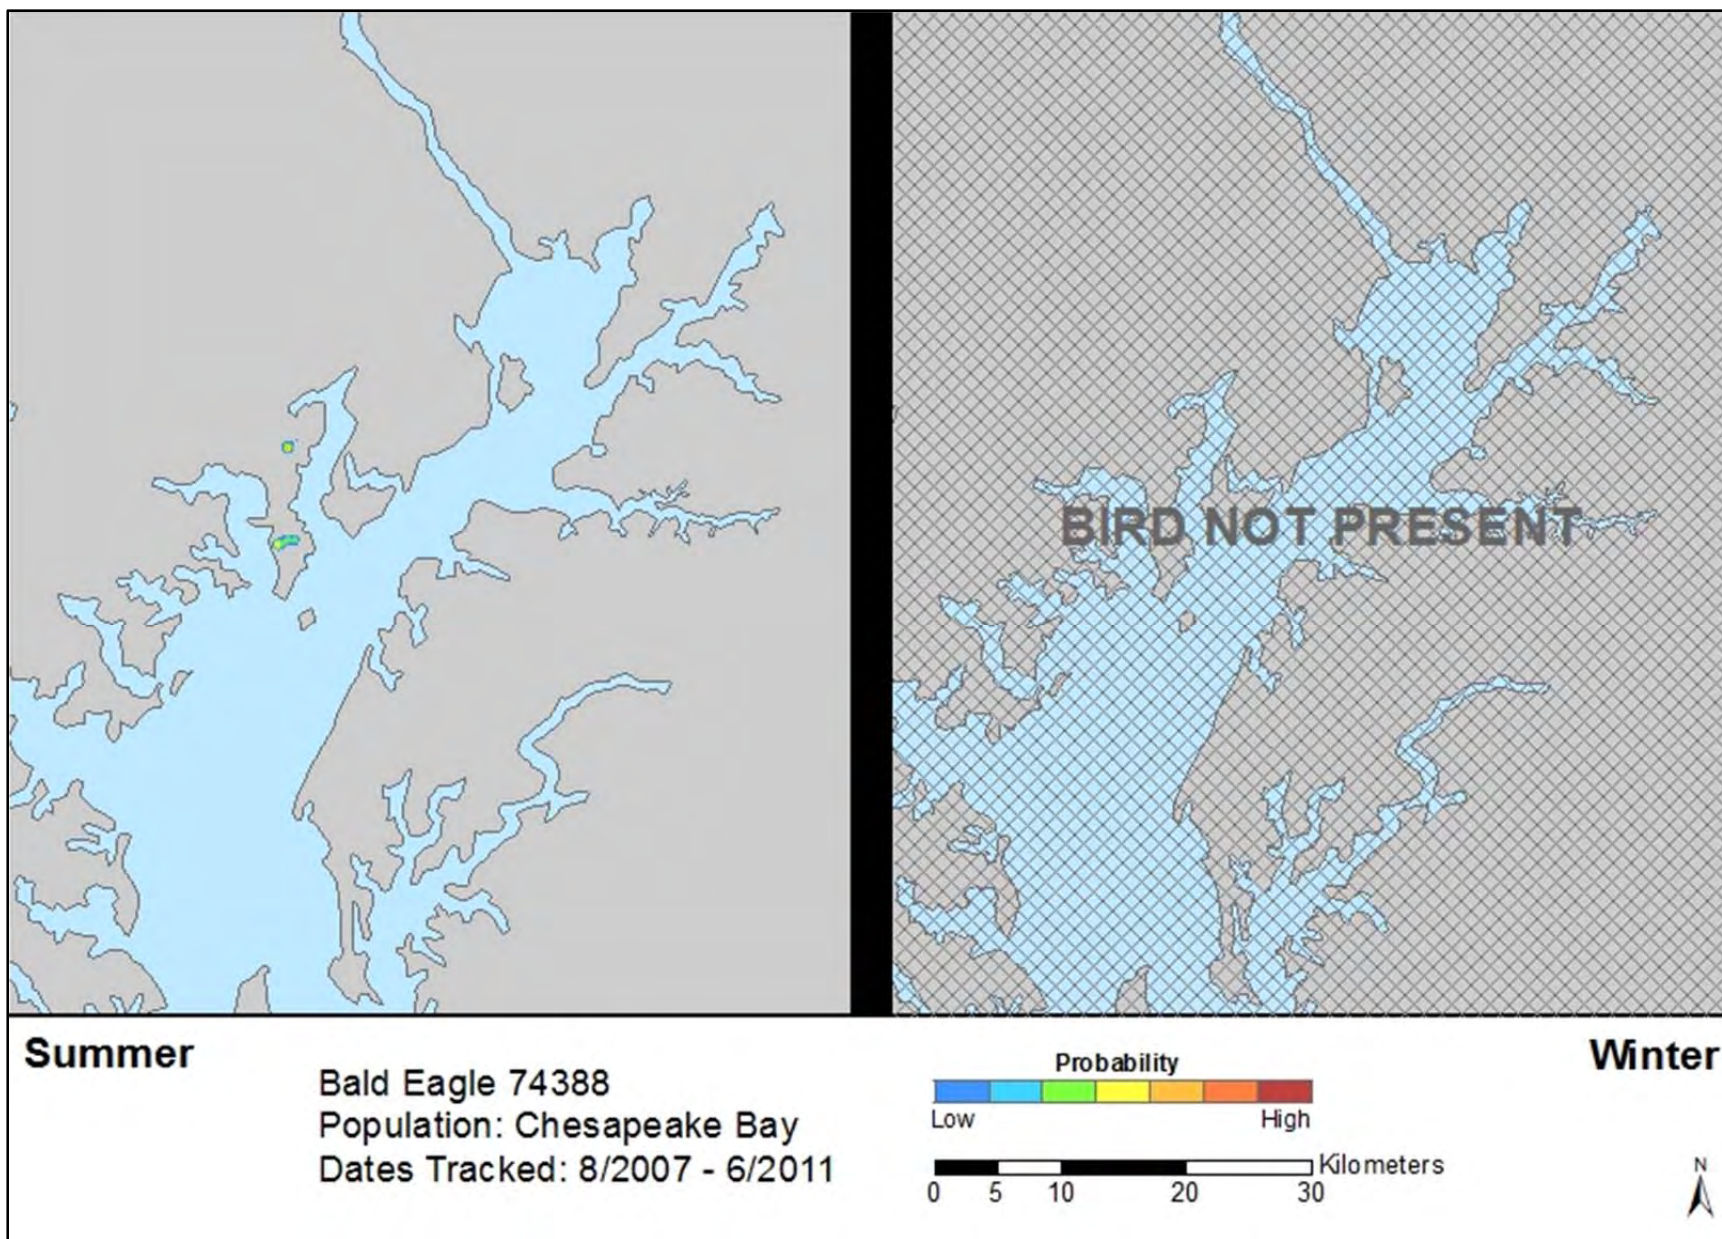 BIRD NOT PRESENT
Summer
Winter
Bald Eagle 74388
Population: Chesapeake Bay
Dates Tracked: 8/2007 - 6/2011
Probability
Low High
Kilometers
0 5 10 20 30
N